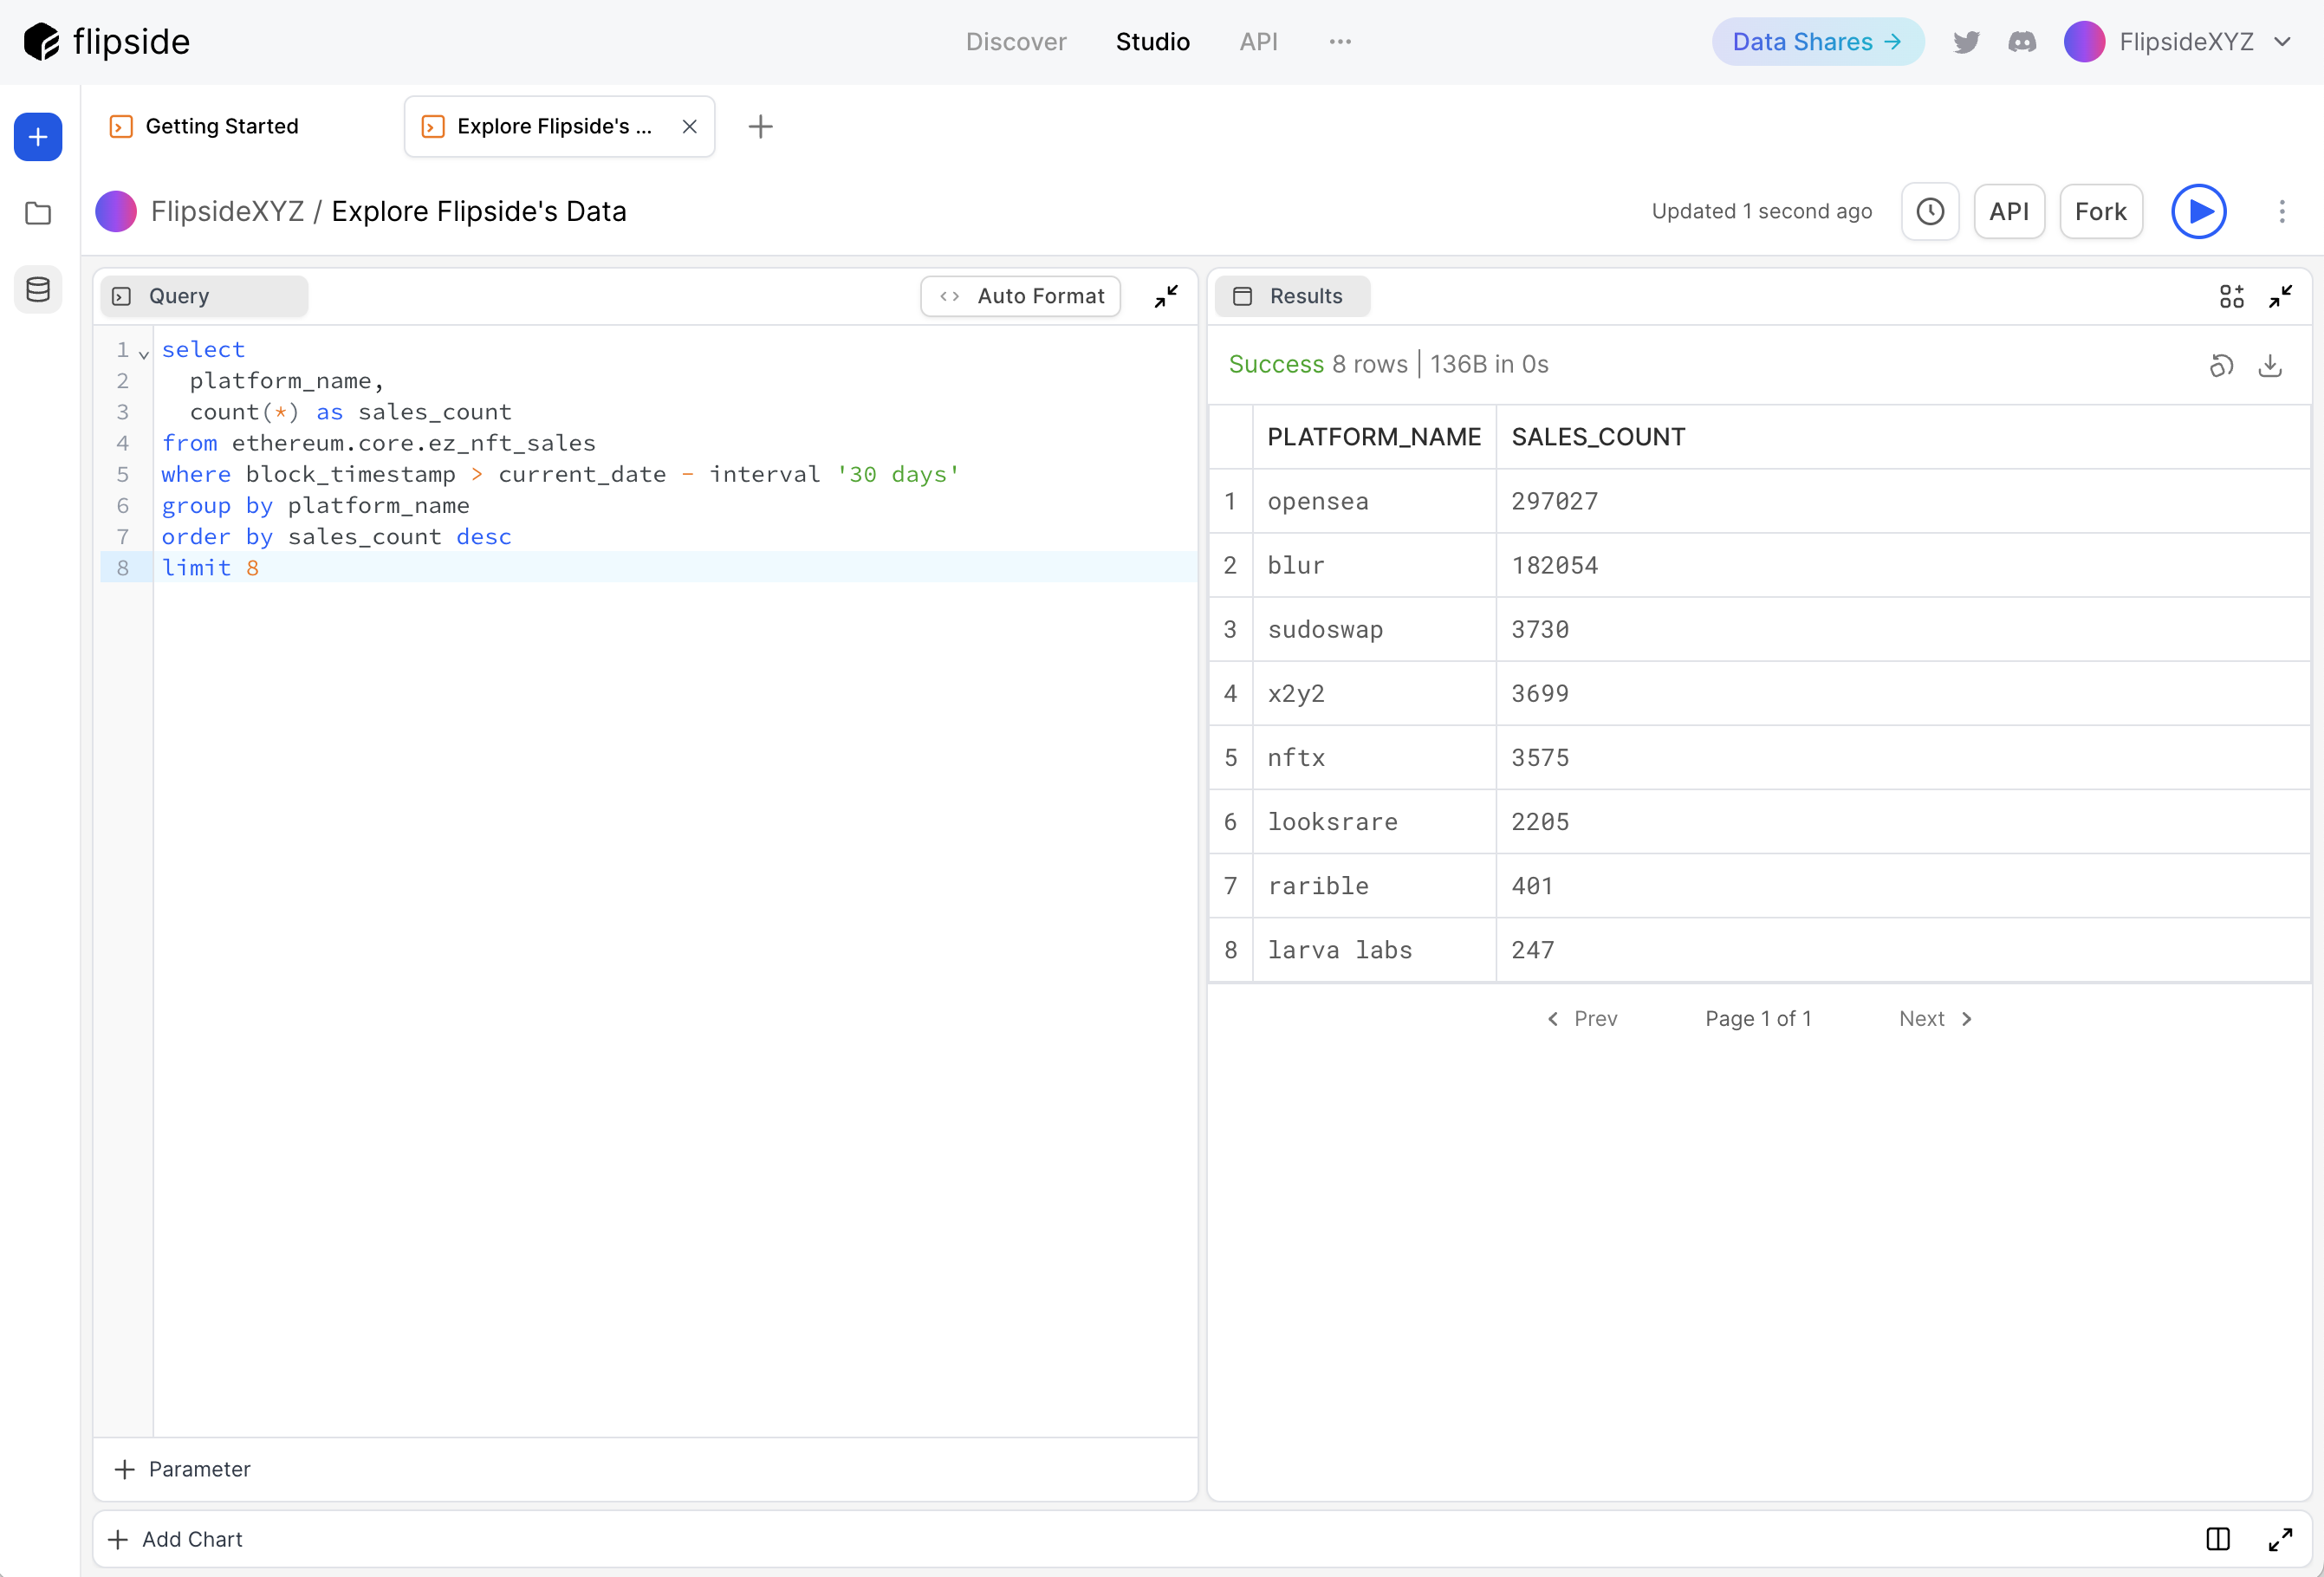 flipside
Discover Studio API
Data Shares → FlipsideXYZ
Getting Started Explore Flipside's ...
FlipsideXYZ / Explore Flipside's Data
Updated 1 second ago API Fork
Query <> Auto Format
1 select
2 platform_name,
3 count(*) as sales_count
4 from ethereum.core.ez_nft_sales
5 where block_timestamp > current_date - interval '30 days'
6 group by platform_name
7 order by sales_count desc
8 limit 8
+ Parameter
+ Add Chart
Results
Success 8 rows | 136B in 0s
PLATFORM_NAME SALES_COUNT
1 opensea 297027
2 blur 182054
3 sudoswap 3730
4 x2y2 3699
5 nftx 3575
6 looksrare 2205
7 rarible 401
8 larva labs 247
Prev Page 1 of 1 Next